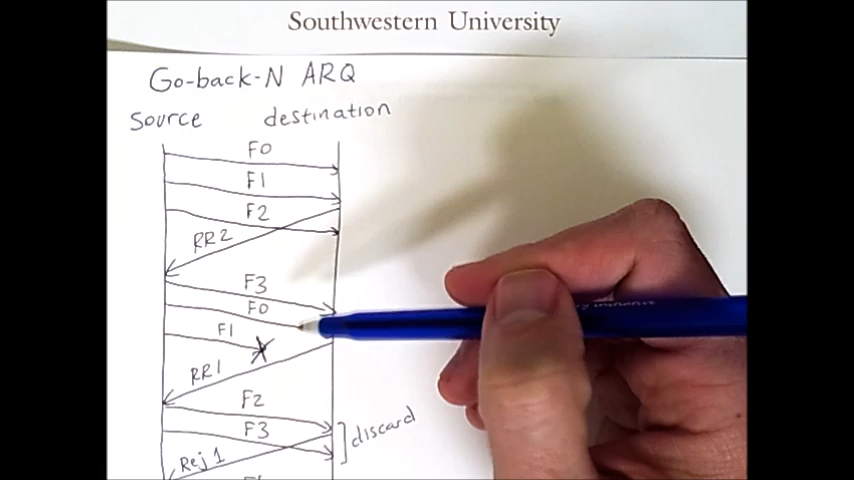 Southwestern University
Go-back-N ARQ
Source destination
F0
F1
F2
RR2
F3
F0
F1
RR1
F2
F3
discard
Rej 1